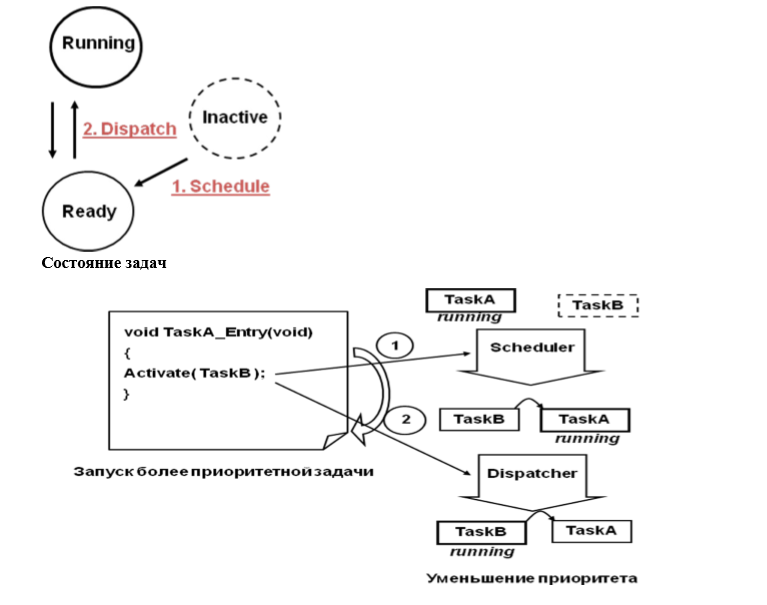 Running
2. Dispatch
Inactive
1. Schedule
Ready
Состояние задач
TaskA
running
TaskB
void TaskA_Entry(void)
{
Activate( TaskB );
}
1
Scheduler
2
TaskB
TaskA
running
Запуск более приоритетной задачи
Dispatcher
TaskB
running
TaskA
Уменьшение приоритета